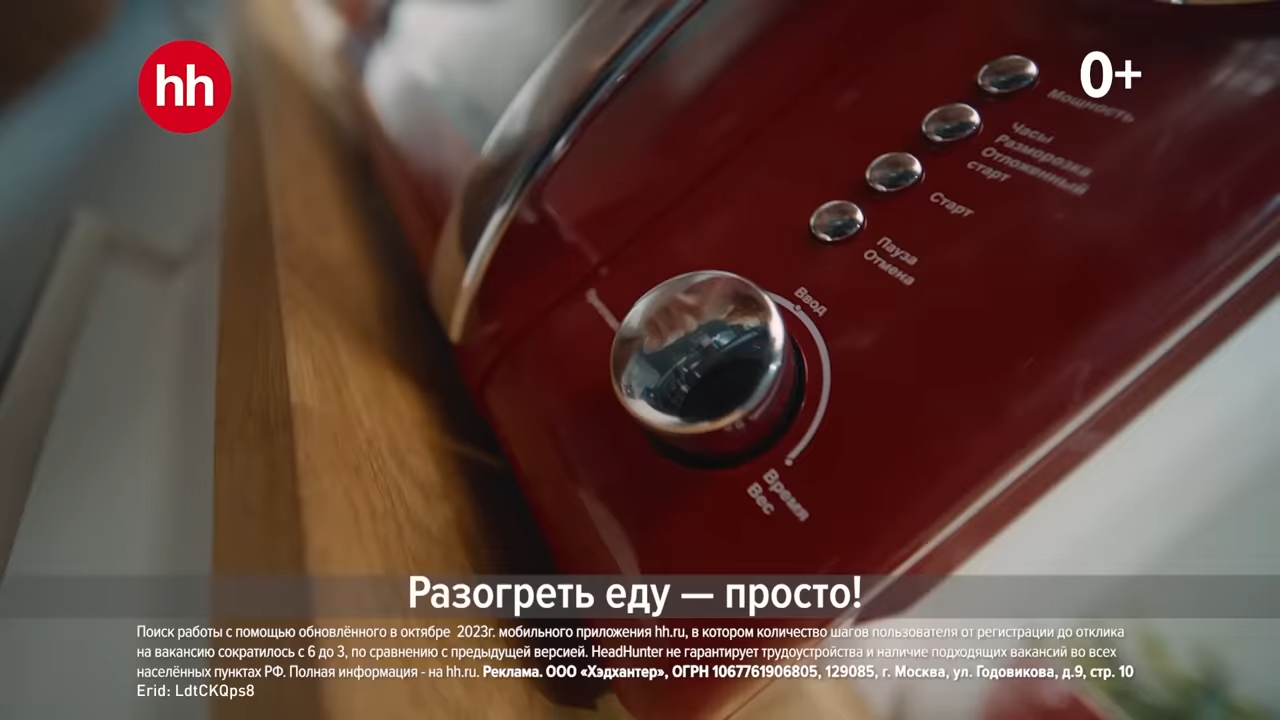 hh
0+
Мощность
Часы
Разморозка
Отложенный
старт
Старт
Пауза
Отмена
Ввод
Время
Вес
Разогреть еду — просто!
Поиск работы с помощью обновлённого в октябре 2023г. мобильного приложения hh.ru, в котором количество шагов пользователя от регистрации до отклика
на вакансию сократилось с 6 до 3, по сравнению с предыдущей версией. HeadHunter не гарантирует трудоустройства и наличие подходящих вакансий во всех
населённых пунктах РФ. Полная информация - на hh.ru. Реклама. ООО «Хэдхантер», ОГРН 1067761906805, 129085, г. Москва, ул. Годовикова, д.9, стр. 10
Erid: LdtCKQps8